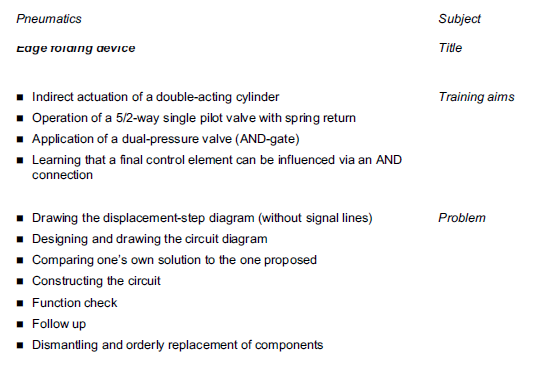 Pneumatics Subject
Edge folding device Title
■ Indirect actuation of a double-acting cylinder Training aims
■ Operation of a 5/2-way single pilot valve with spring return
■ Application of a dual-pressure valve (AND-gate)
■ Learning that a final control element can be influenced via an AND
connection
■ Drawing the displacement-step diagram (without signal lines) Problem
■ Designing and drawing the circuit diagram
■ Comparing one's own solution to the one proposed
■ Constructing the circuit
■ Function check
■ Follow up
■ Dismantling and orderly replacement of components